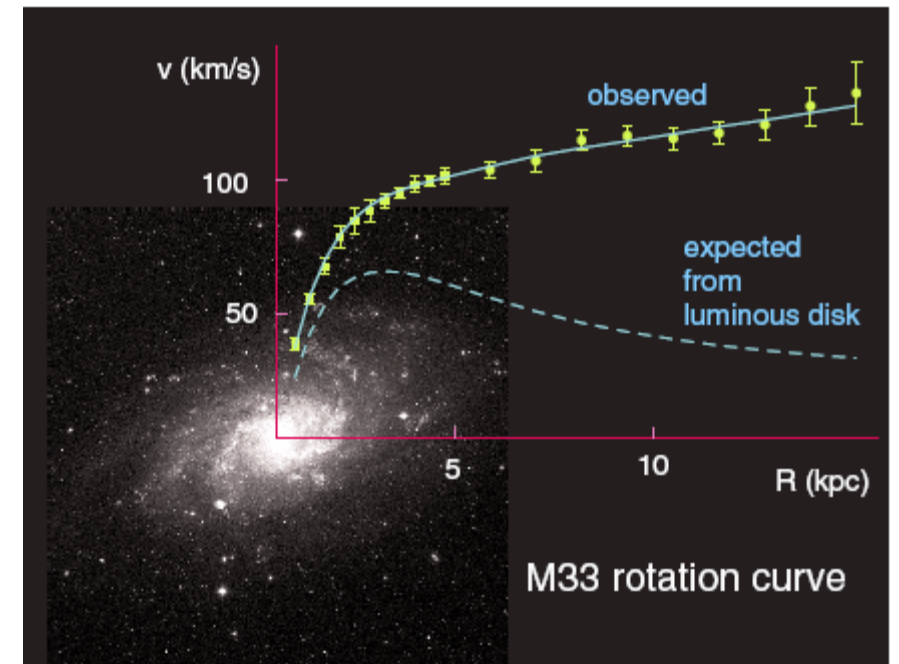 v (km/s)
observed
100
expected
from
luminous disk
50
5
10
R (kpc)
M33 rotation curve